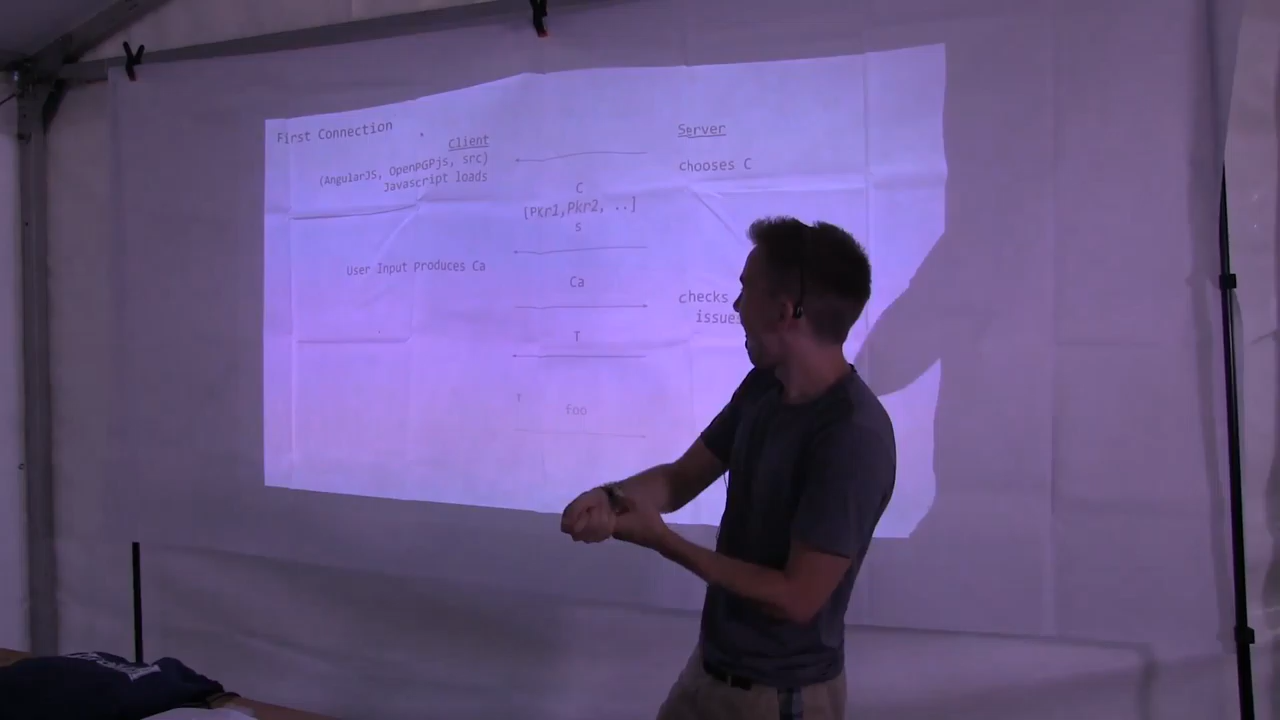 First Connection
Client
Server
(AngularJS, OpenPGPjs, src)
Javascript loads
chooses C
C
[PKr1,Pkr2, ..]
s
User Input Produces Ca
Ca
checks
issues
T
T
foo